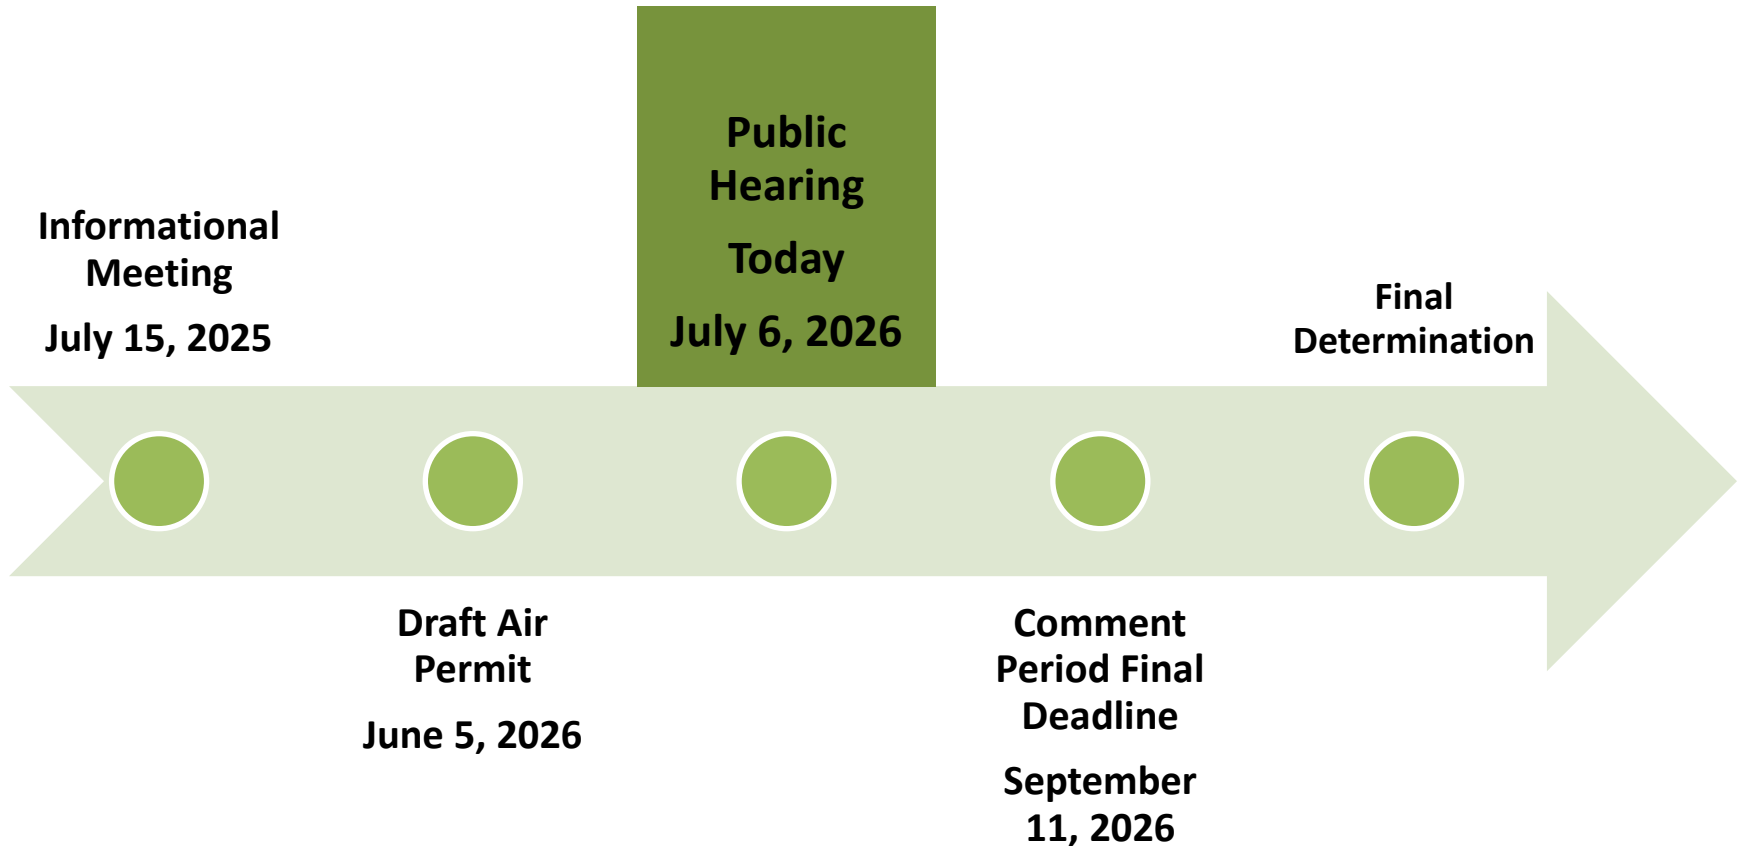 Informational
Meeting
July 15, 2025
Draft Air
Permit
June 5, 2026
Public
Hearing
Today
July 6, 2026
Comment
Period Final
Deadline
September
11, 2026
Final
Determination